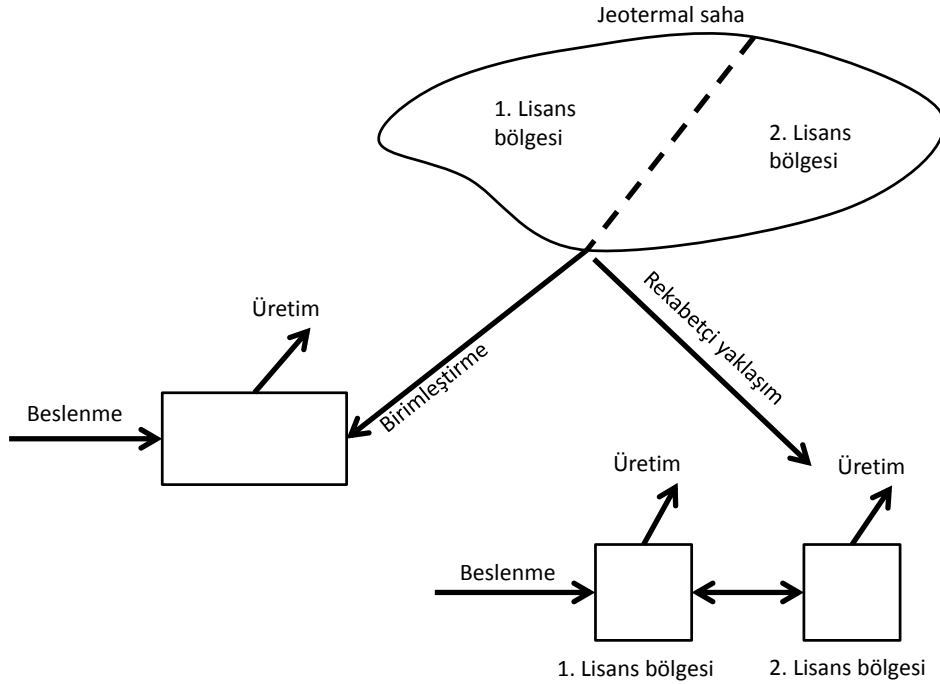 Jeotermal saha
1. Lisans
bölgesi
2. Lisans
bölgesi
Birimleştirme
Rekabetçi yaklaşım
Üretim
Beslenme
Üretim
Üretim
Beslenme
1. Lisans bölgesi
2. Lisans bölgesi